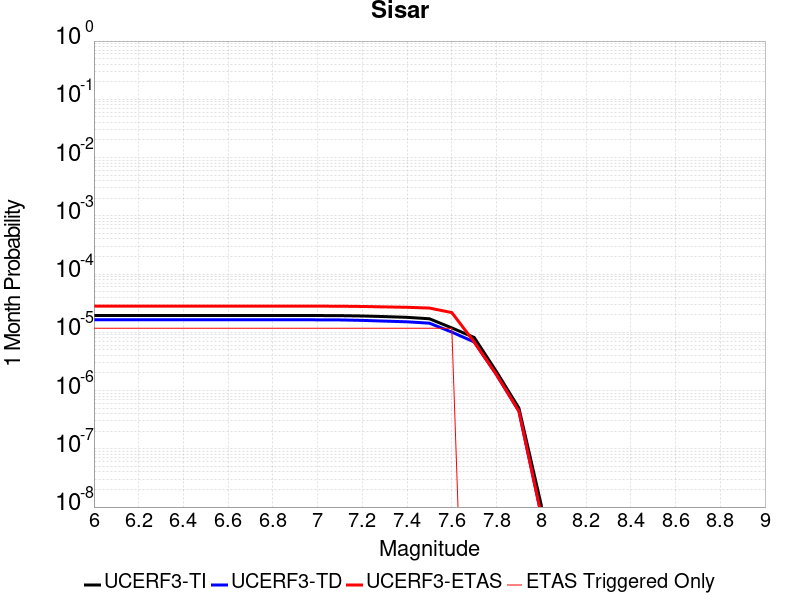 Sisar
10^0
10^-1
10^-2
10^-3
10^-4
10^-5
10^-6
10^-7
10^-8
1 Month Probability
6 6.2 6.4 6.6 6.8 7 7.2 7.4 7.6 7.8 8 8.2 8.4 8.6 8.8 9
Magnitude
UCERF3-TI UCERF3-TD UCERF3-ETAS ETAS Triggered Only